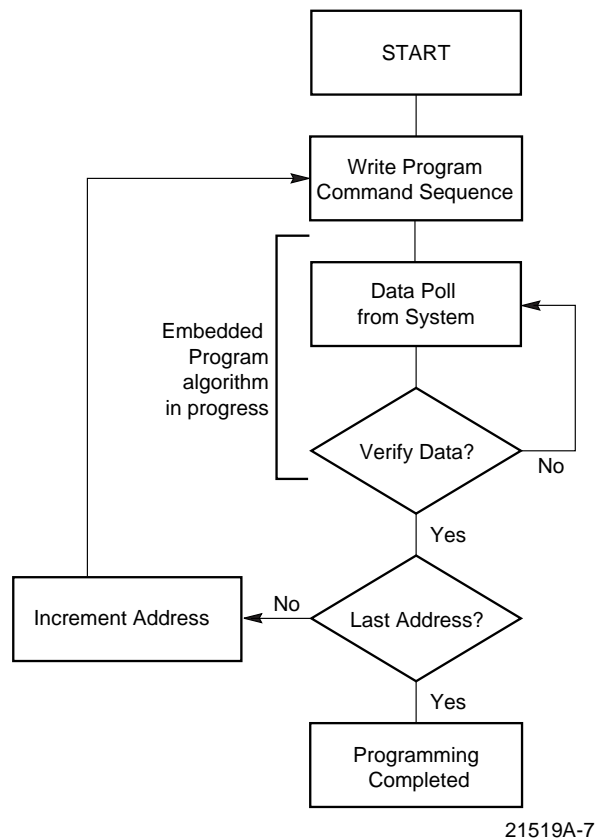 START
Write Program
Command Sequence
Data Poll
from System
Embedded
Program
algorithm
in progress
Verify Data?
No
Yes
Increment Address
No
Last Address?
Yes
Programming
Completed
21519A-7